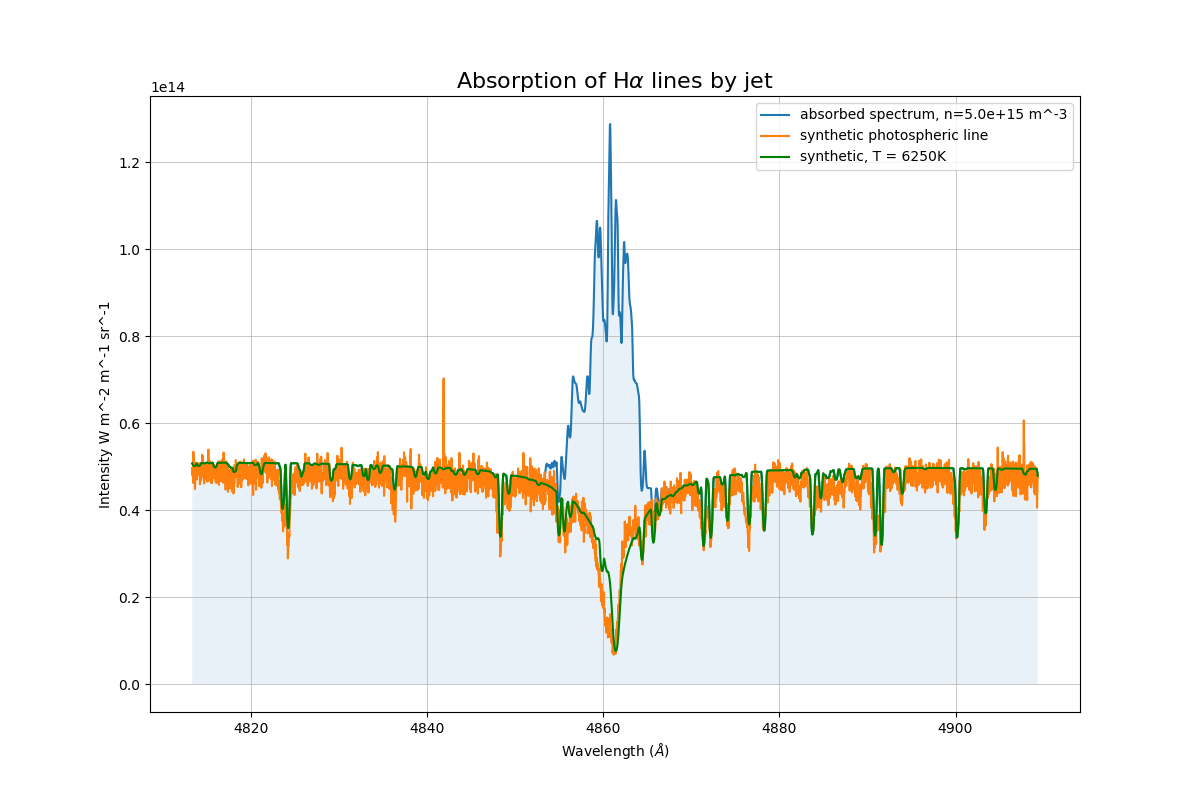 Absorption of Hα lines by jet
1e14
absorbed spectrum, n=5.0e+15 m^-3
synthetic photospheric line
synthetic, T = 6250K
1.2
1.0
0.8
0.6
0.4
0.2
0.0
Intensity W m^-2 m^-1 sr^-1
4820 4840 4860 4880 4900
Wavelength (Å)